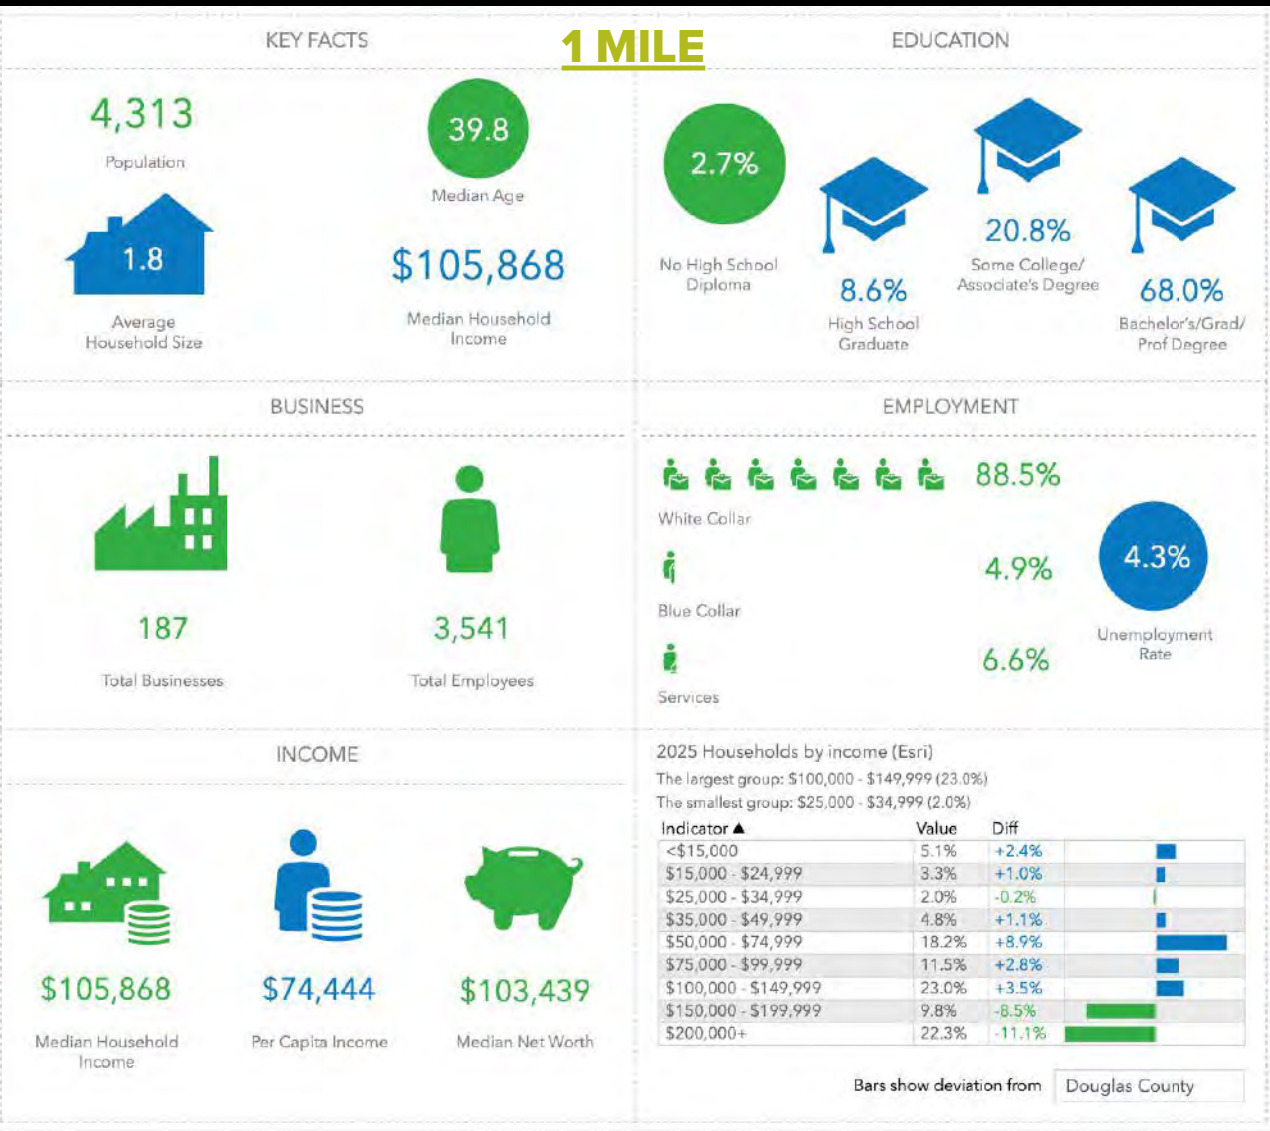 1 MILE
KEY FACTS
4,313
Population
39.8
Median Age
1.8
Average
Household Size
$105,868
Median Household
Income
EDUCATION
2.7%
No High School
Diploma
8.6%
High School
Graduate
20.8%
Some College/
Associate's Degree
68.0%
Bachelor's/Grad/
Prof Degree
BUSINESS
187
Total Businesses
3,541
Total Employees
EMPLOYMENT
88.5%
White Collar
4.9%
Blue Collar
6.6%
Services
4.3%
Unemployment
Rate
INCOME
$105,868
Median Household
Income
$74,444
Per Capita Income
$103,439
Median Net Worth
2025 Households by income (Esri)
The largest group: $100,000 - $149,999 (23.0%)
The smallest group: $25,000 - $34,999 (2.0%)
Indicator ▲ Value Diff
<$15,000 5.1% +2.4%
$15,000 - $24,999 3.3% +1.0%
$25,000 - $34,999 2.0% -0.2%
$35,000 - $49,999 4.8% +1.1%
$50,000 - $74,999 18.2% +8.9%
$75,000 - $99,999 11.5% +2.8%
$100,000 - $149,999 23.0% +3.5%
$150,000 - $199,999 9.8% -8.5%
$200,000+ 22.3% -11.1%
Bars show deviation from Douglas County